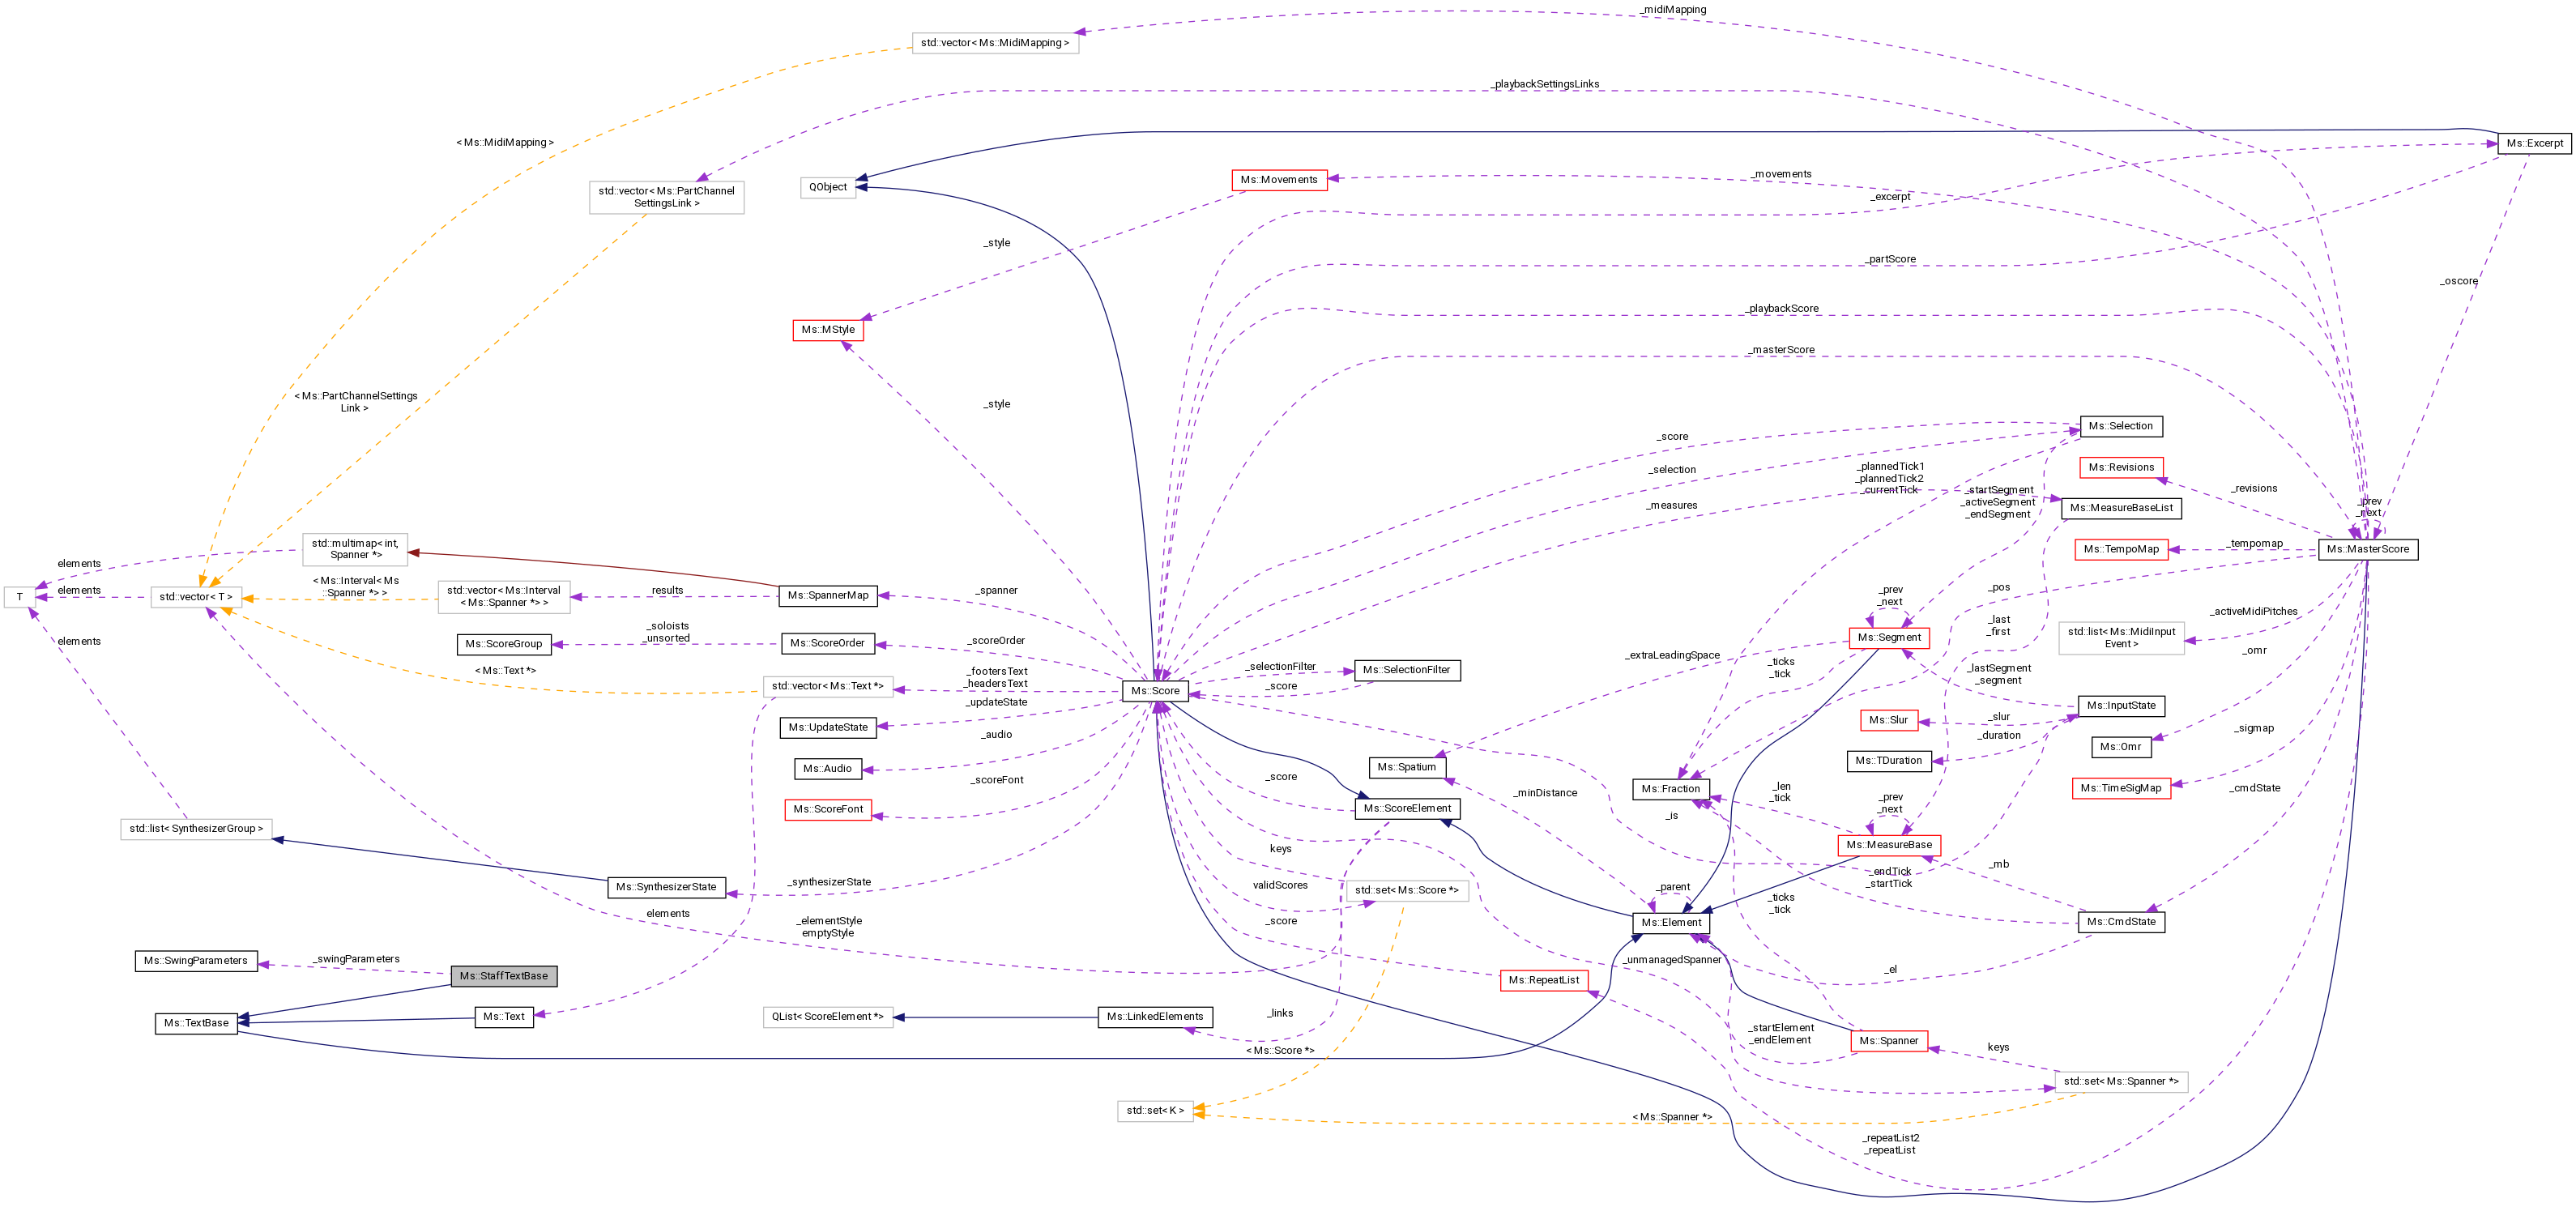 _midiMapping
std::vector< Ms::MidiMapping >
_playbackSettingsLinks
< Ms::MidiMapping >
Ms::Excerpt
std::vector< Ms::PartChannel
SettingsLink >
QObject
Ms::Movements
_movements
_excerpt
_style
_partScore
_oscore
Ms::MStyle
_playbackScore
_masterScore
< Ms::PartChannelSettings
Link >
_style
Ms::Selection
_score
_selection
_plannedTick1
_plannedTick2
_currentTick
Ms::Revisions
_revisions
_startSegment
_activeSegment
_endSegment
_measures
Ms::MeasureBaseList
_prev
_next
std::multimap< int,
Spanner *>
Ms::TempoMap
_tempomap
Ms::MasterScore
elements
elements
T
std::vector< T >
< Ms::Interval< Ms
::Spanner *> >
std::vector< Ms::Interval
< Ms::Spanner *> >
results
Ms::SpannerMap
_spanner
_pos
_prev
_next
_activeMidiPitches
_last
_first
std::list< Ms::MidiInput
Event >
Ms::Segment
elements
Ms::ScoreGroup
_soloists
_unsorted
Ms::ScoreOrder
_scoreOrder
_extraLeadingSpace
_omr
_ticks
_tick
_lastSegment
_segment
< Ms::Text *>
std::vector< Ms::Text *>
_footersText
_headersText
Ms::Score
_selectionFilter
_score
Ms::SelectionFilter
Ms::InputState
_updateState
Ms::UpdateState
Ms::Slur
_slur
_duration
_sigmap
_audio
Ms::Audio
Ms::Omr
Ms::TDuration
Ms::Spatium
_scoreFont
_score
Ms::ScoreFont
_minDistance
Ms::Fraction
_len
_tick
Ms::TimeSigMap
_cmdState
Ms::ScoreElement
_is
_prev
_next
std::list< SynthesizerGroup >
keys
Ms::MeasureBase
_mb
_endTick
_startTick
Ms::SynthesizerState
_synthesizerState
validScores
std::set< Ms::Score *>
_parent
_ticks
_tick
elements
_elementStyle
emptyStyle
_score
Ms::Element
Ms::CmdState
Ms::SwingParameters
_swingParameters
Ms::StaffTextBase
_unmanagedSpanner
_el
Ms::RepeatList
Ms::TextBase
Ms::Text
QList< ScoreElement *>
Ms::LinkedElements
_links
_startElement
_endElement
Ms::Spanner
keys
< Ms::Score *>
std::set< Ms::Spanner *>
std::set< K >
< Ms::Spanner *>
_repeatList2
_repeatList